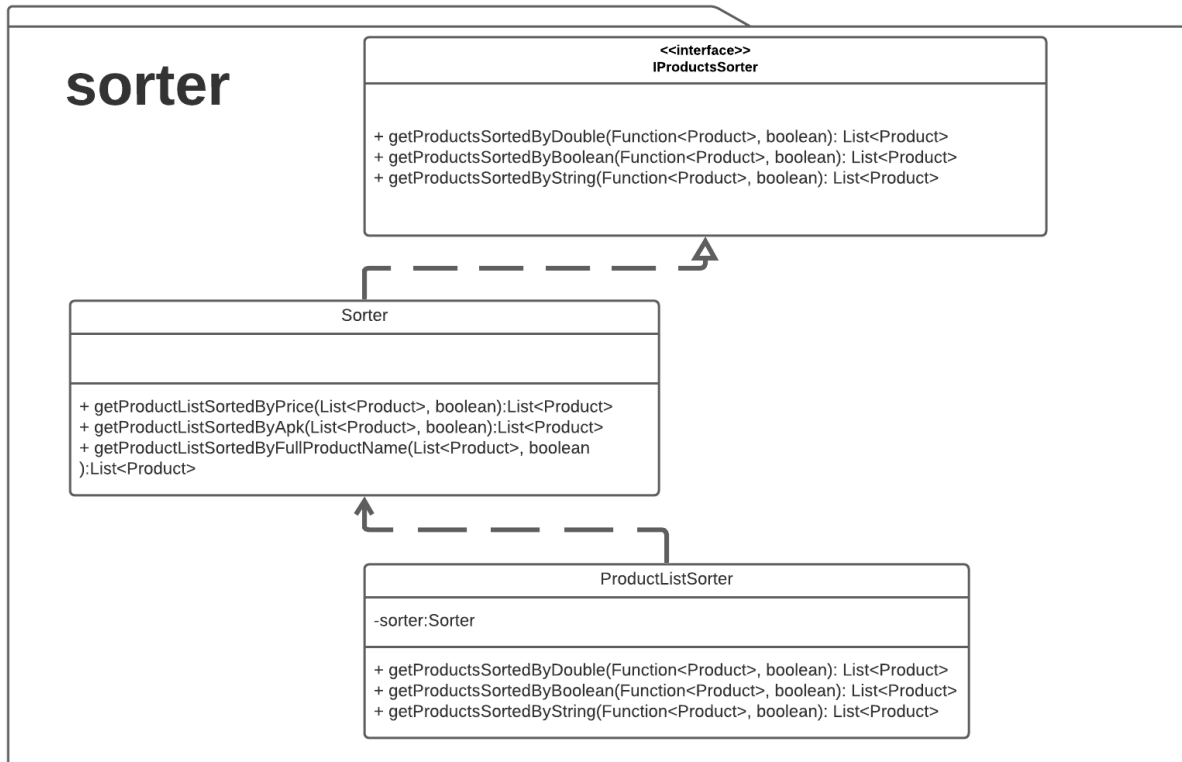 sorter
<<interface>>
IProductsSorter
+ getProductsSortedByDouble(Function<Product>, boolean): List<Product>
+ getProductsSortedByBoolean(Function<Product>, boolean): List<Product>
+ getProductsSortedByString(Function<Product>, boolean): List<Product>
Sorter
+ getProductListSortedByPrice(List<Product>, boolean):List<Product>
+ getProductListSortedByApk(List<Product>, boolean):List<Product>
+ getProductListSortedByFullProductName(List<Product>, boolean
):List<Product>
ProductListSorter
-sorter:Sorter
+ getProductsSortedByDouble(Function<Product>, boolean): List<Product>
+ getProductsSortedByBoolean(Function<Product>, boolean): List<Product>
+ getProductsSortedByString(Function<Product>, boolean): List<Product>